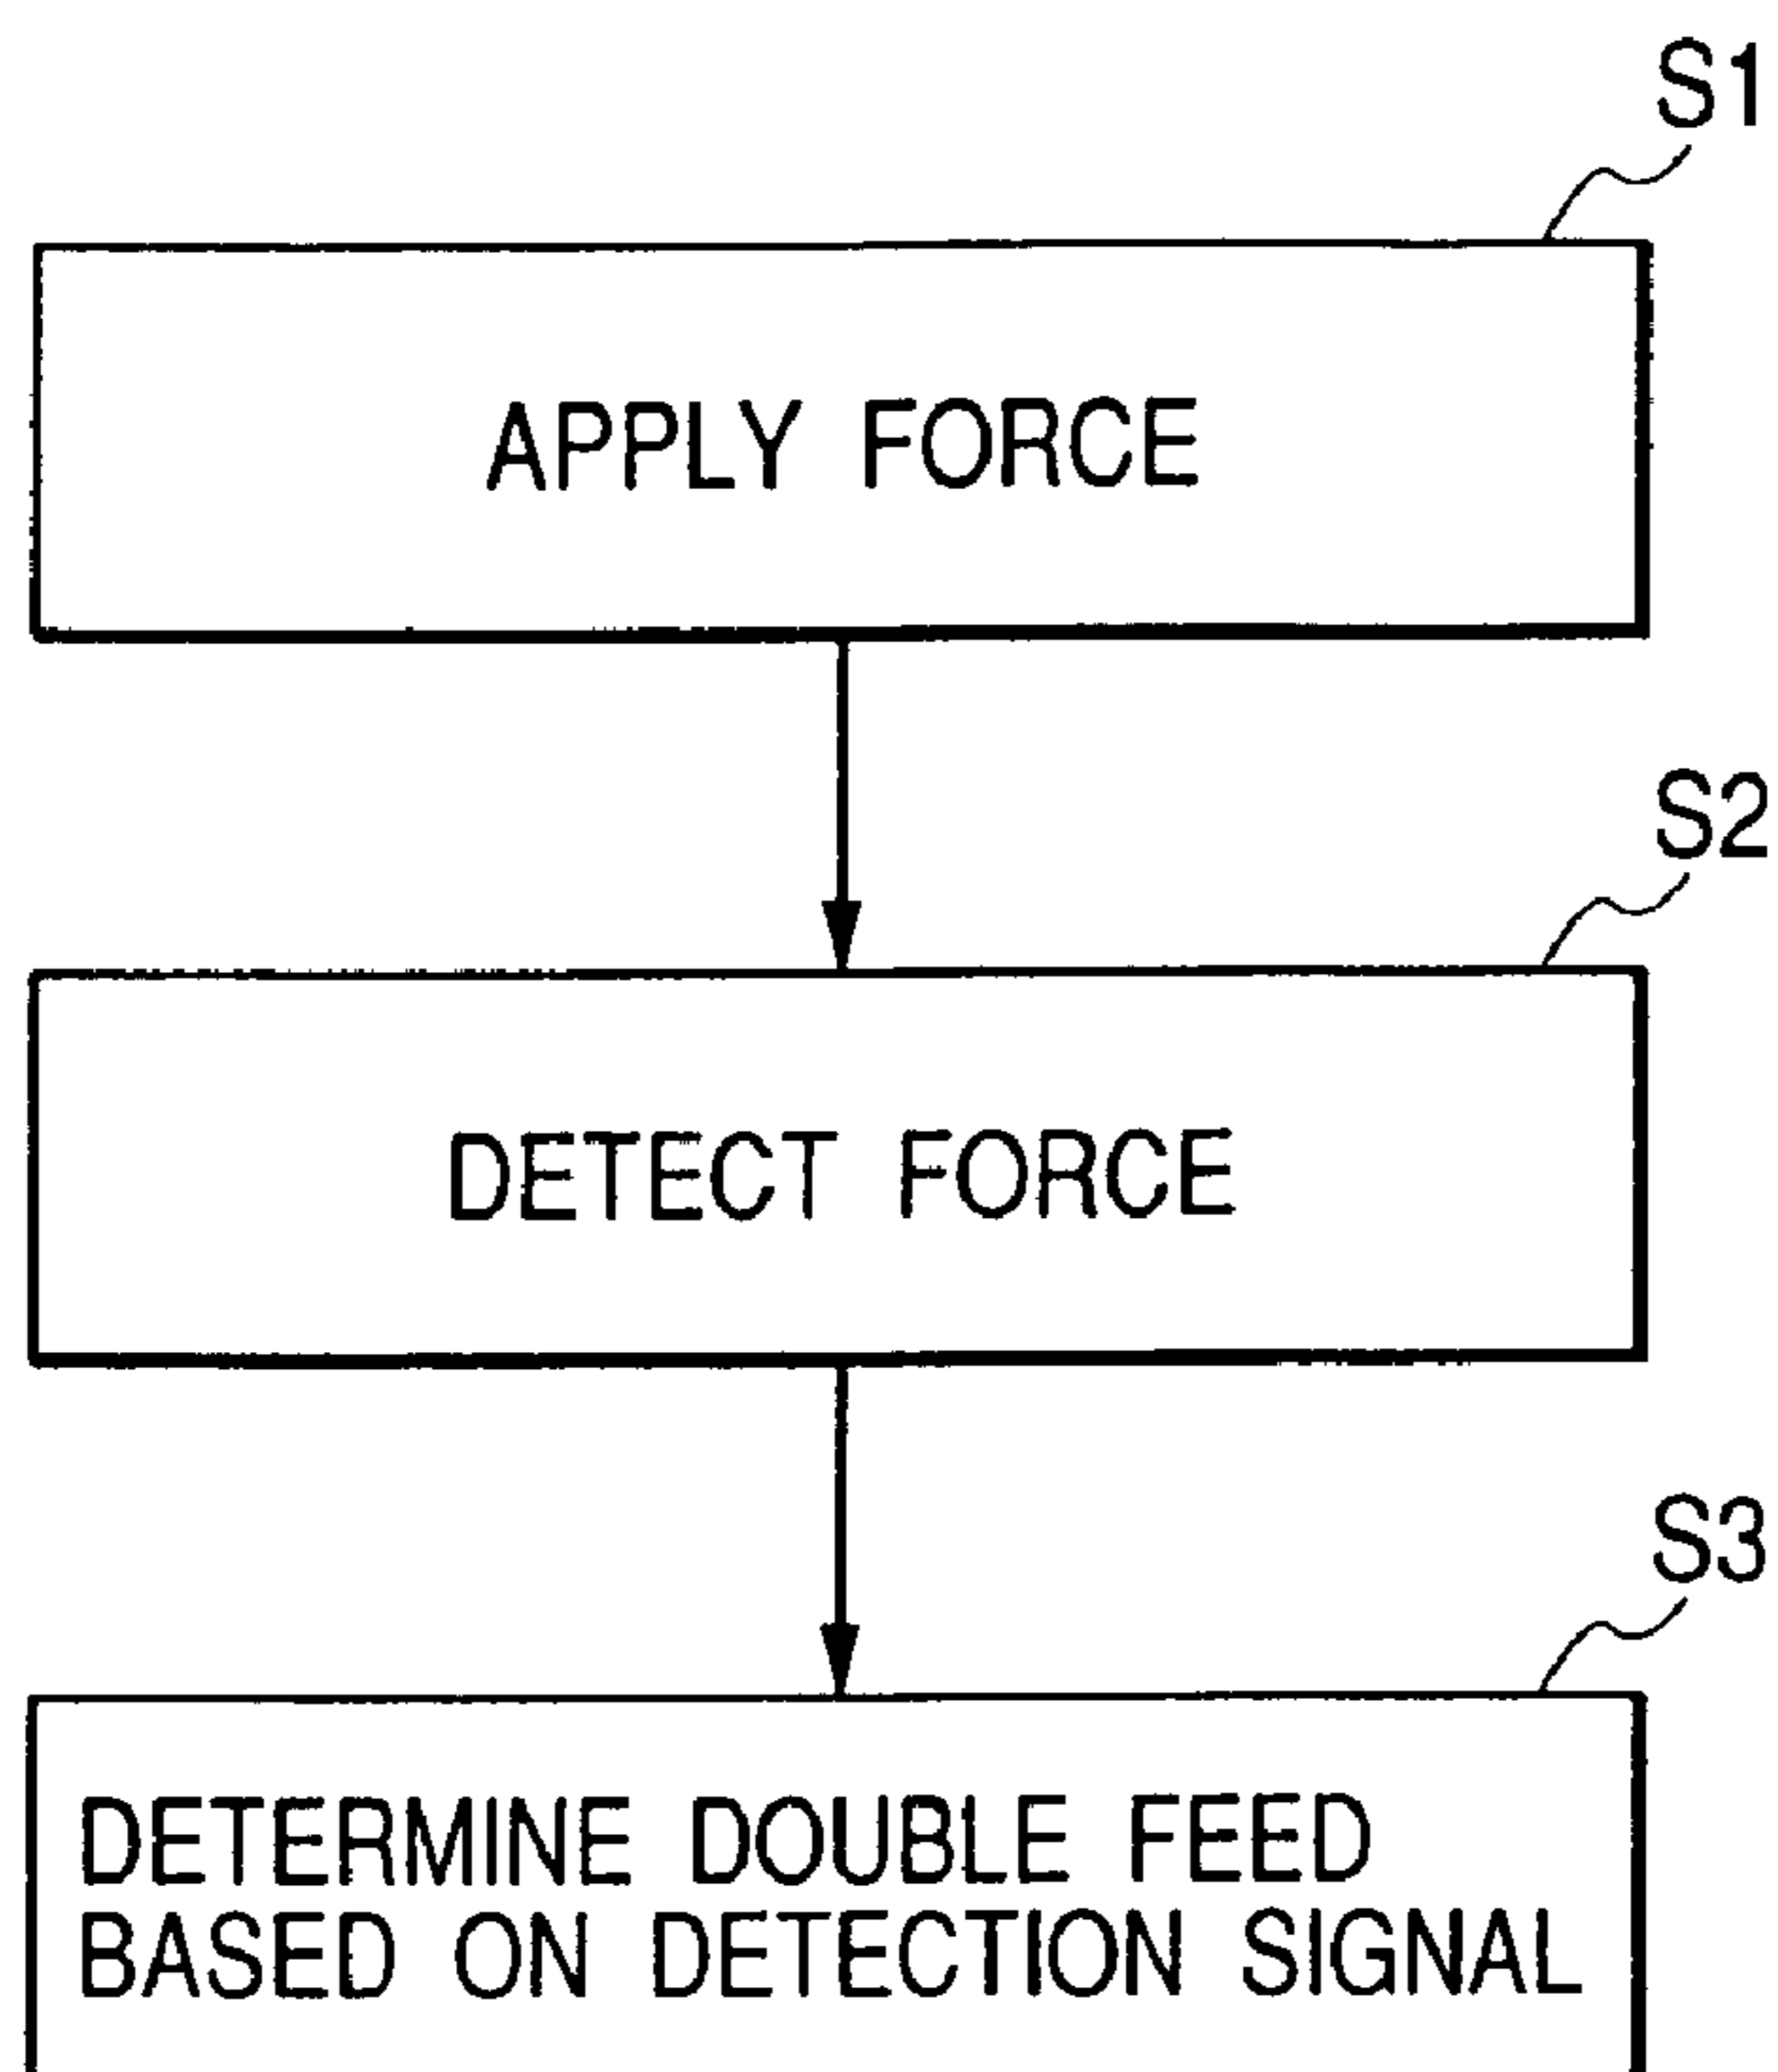 S1
APPLY FORCE
S2
DETECT FORCE
S3
DETERMINE DOUBLE FEED
BASED ON DETECTION SIGNAL